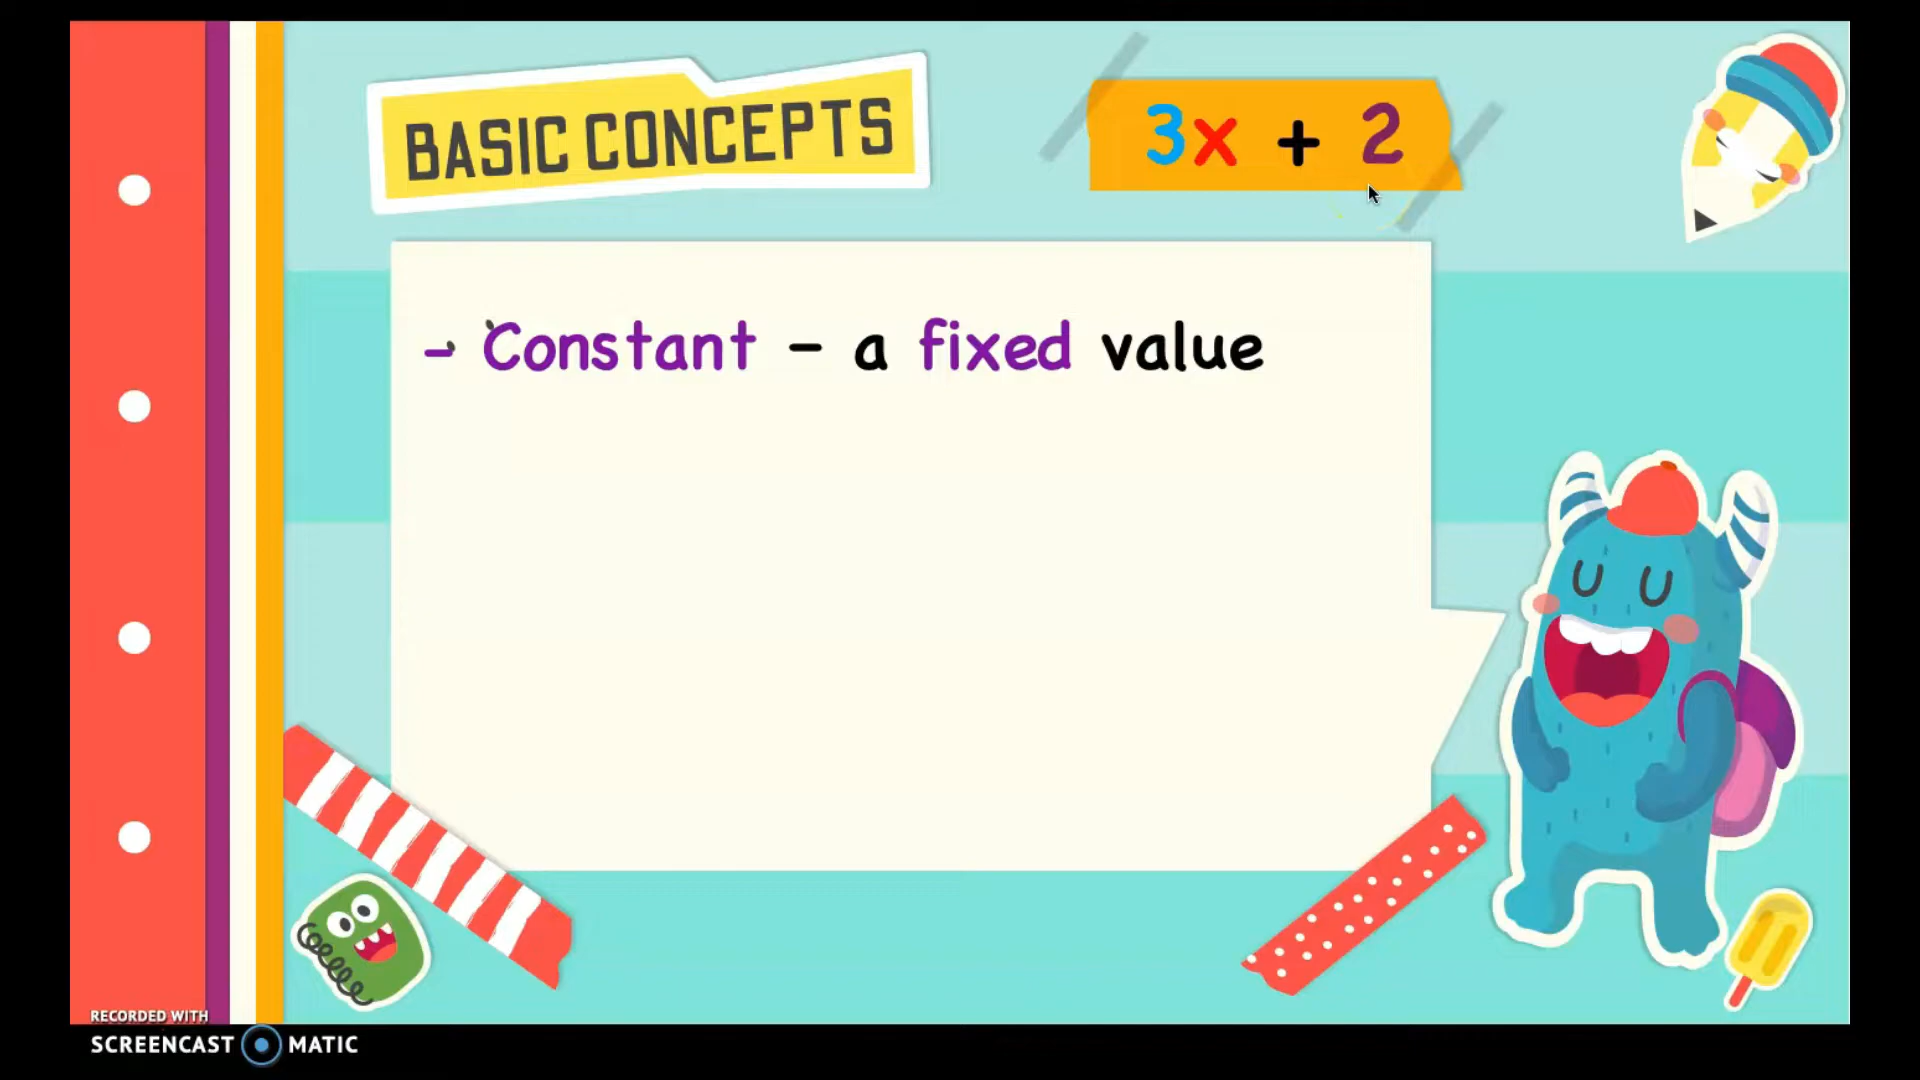 BASIC CONCEPTS
3x + 2
- Constant - a fixed value
RECORDED WITH
SCREENCAST MATIC